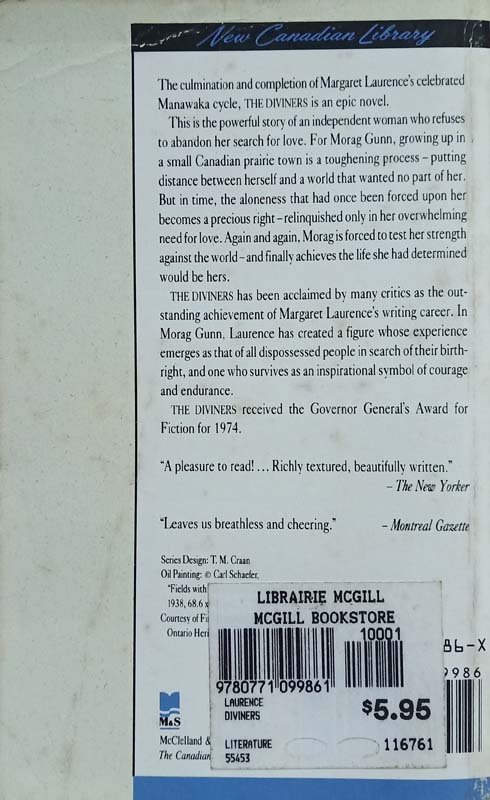 New Canadian Library
The culmination and completion of Margaret Laurence's celebrated
Manawaka cycle, THE DIVINERS is an epic novel.
This is the powerful story of an independent woman who refuses
to abandon her search for love. For Morag Gunn, growing up in
a small Canadian prairie town is a toughening process – putting
distance between herself and a world that wanted no part of her.
But in time, the aloneness that had once been forced upon her
becomes a precious right – relinquished only in her overwhelming
need for love. Again and again, Morag is forced to test her strength
against the world – and finally achieves the life she had determined
would be hers.
THE DIVINERS has been acclaimed by many critics as the out-
standing achievement of Margaret Laurence's writing career. In
Morag Gunn, Laurence has created a figure whose experience
emerges as that of all dispossessed people in search of their birth-
right, and one who survives as an inspirational symbol of courage
and endurance.
THE DIVINERS received the Governor General's Award for
Fiction for 1974.
"A pleasure to read! ... Richly textured, beautifully written."
– The New Yorker
"Leaves us breathless and cheering." – Montreal Gazette
Series Design: T. M. Craan
Oil Painting: © Carl Schaefer,
"Fields with
1938, 68.6 x
Courtesy of
Ontario
LIBRAIRIE MCGILL
MCGILL BOOKSTORE
10001
86-X
9986
9780771099861
LAURENCE
DIVINERS
$5.95
LITERATURE 116761
55453
M&S
McClelland &
The Canadian